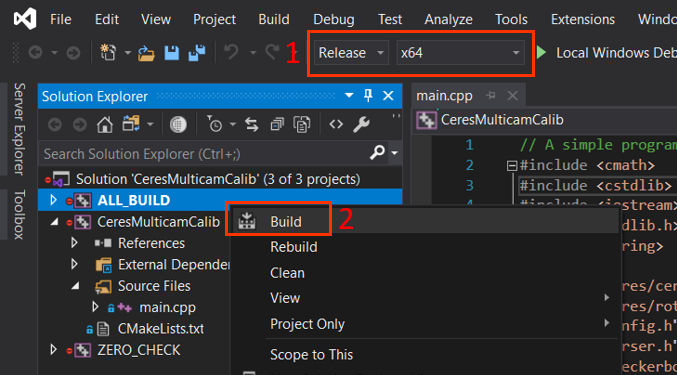 File Edit View Project Build Debug Test Analyze Tools Extensions Window
1 Release x64 Local Windows Deb
Server Explorer
Toolbox
Solution Explorer
Search Solution Explorer (Ctrl+;)
Solution 'CeresMulticamCalib' (3 of 3 projects)
ALL_BUILD
CeresMulticamCalib
References
External Depende
Source Files
main.cpp
CMakeLists.txt
ZERO_CHECK
Build 2
Rebuild
Clean
View
Project Only
Scope to This
main.cpp
CeresMulticamCalib
1 // A simple program
2 #include <cmath>
3 #include <cstdlib>
4 #include <iostream>
dlib.h>
ring>
res/cer
res/rot
nfig.h"
rser.h"
eckerbo